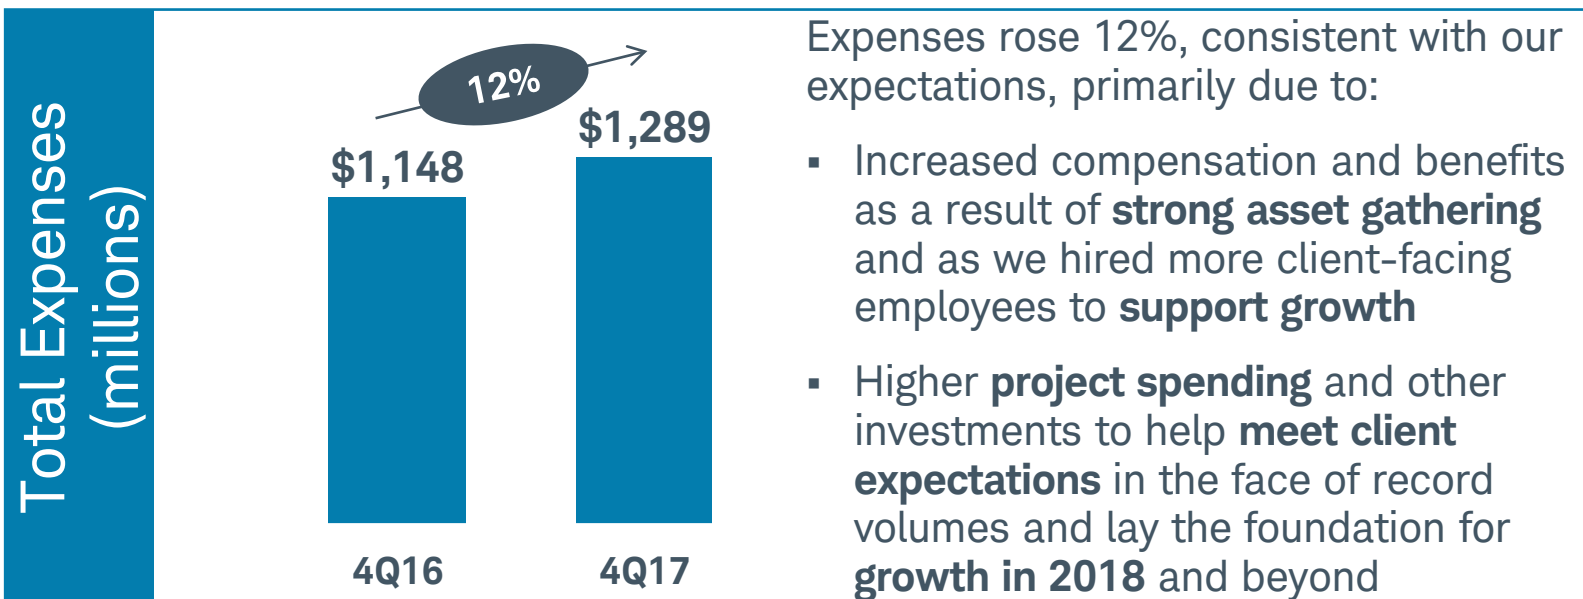 Total Expenses
(millions)
12%
$1,148
$1,289
4Q16
4Q17
Expenses rose 12%, consistent with our
expectations, primarily due to:
▪ Increased compensation and benefits
as a result of strong asset gathering
and as we hired more client-facing
employees to support growth
▪ Higher project spending and other
investments to help meet client
expectations in the face of record
volumes and lay the foundation for
growth in 2018 and beyond